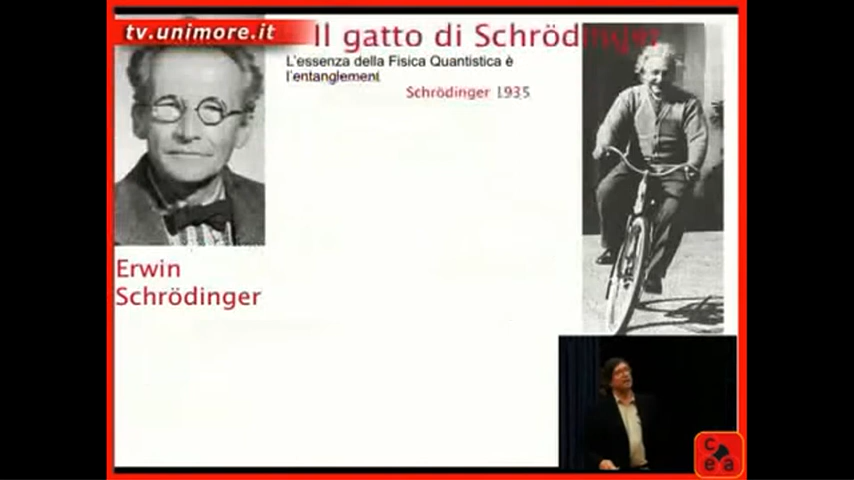 tv.unimore.it
Il gatto di Schrödinger
L'essenza della Fisica Quantistica è
l'entanglement
Schrödinger 1935
Erwin
Schrödinger
c
e a